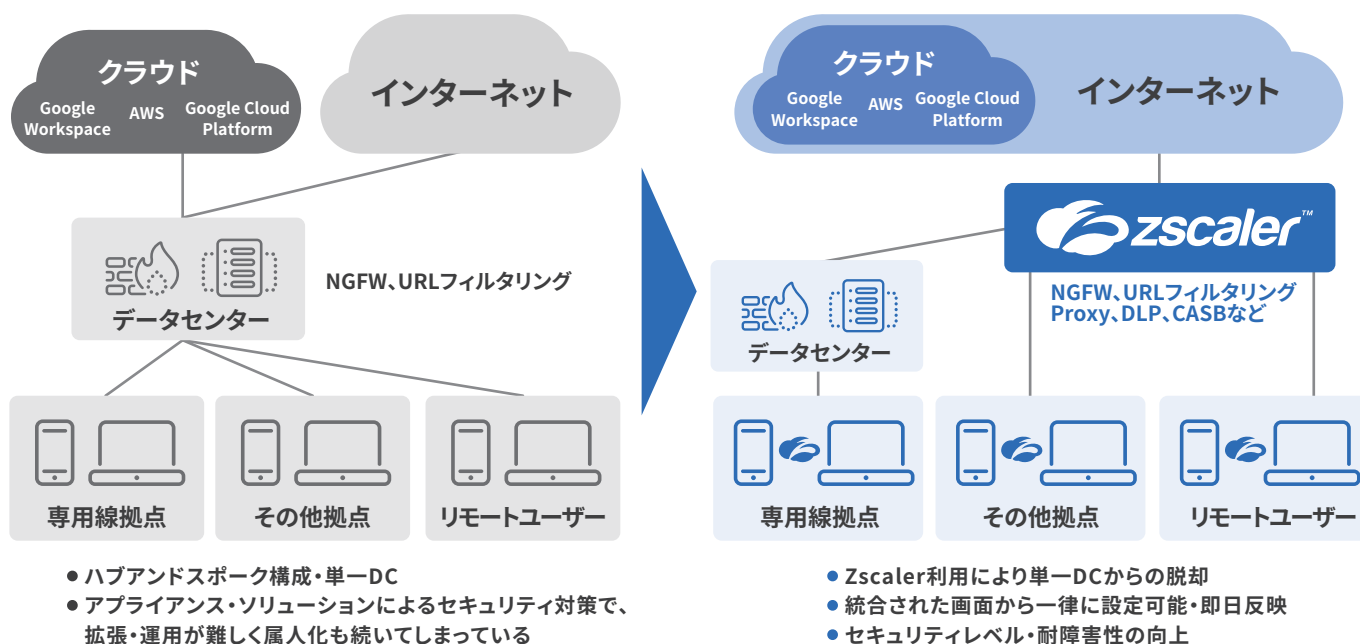 クラウド
Google
Workspace
AWS
Google Cloud
Platform
インターネット
データセンター
NGFW、URLフィルタリング
専用線拠点
その他拠点
リモートユーザー
● ハブアンドスポーク構成・単一DC
● アプライアンス・ソリューションによるセキュリティ対策で、
拡張・運用が難しく属人化も続いてしまっている
クラウド
Google
Workspace
AWS
Google Cloud
Platform
インターネット
zscaler™
NGFW、URLフィルタリング
Proxy、DLP、CASBなど
データセンター
専用線拠点
その他拠点
リモートユーザー
● Zscaler利用により単一DCからの脱却
● 統合された画面から一律に設定可能・即日反映
● セキュリティレベル・耐障害性の向上